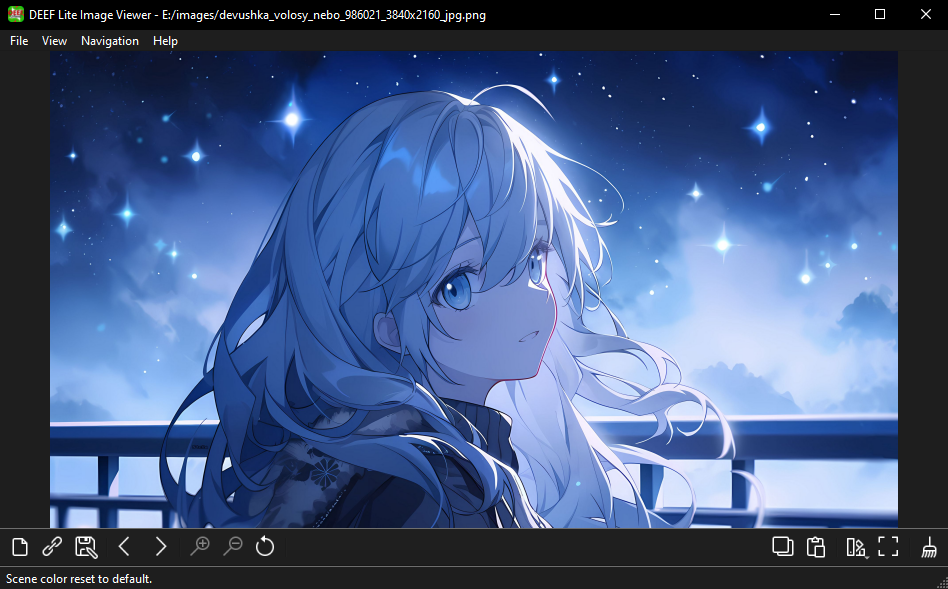 DEEF Lite Image Viewer - E:/images/devushka_volosy_nebo_986021_3840x2160_jpg.png
File View Navigation Help
Scene color reset to default.